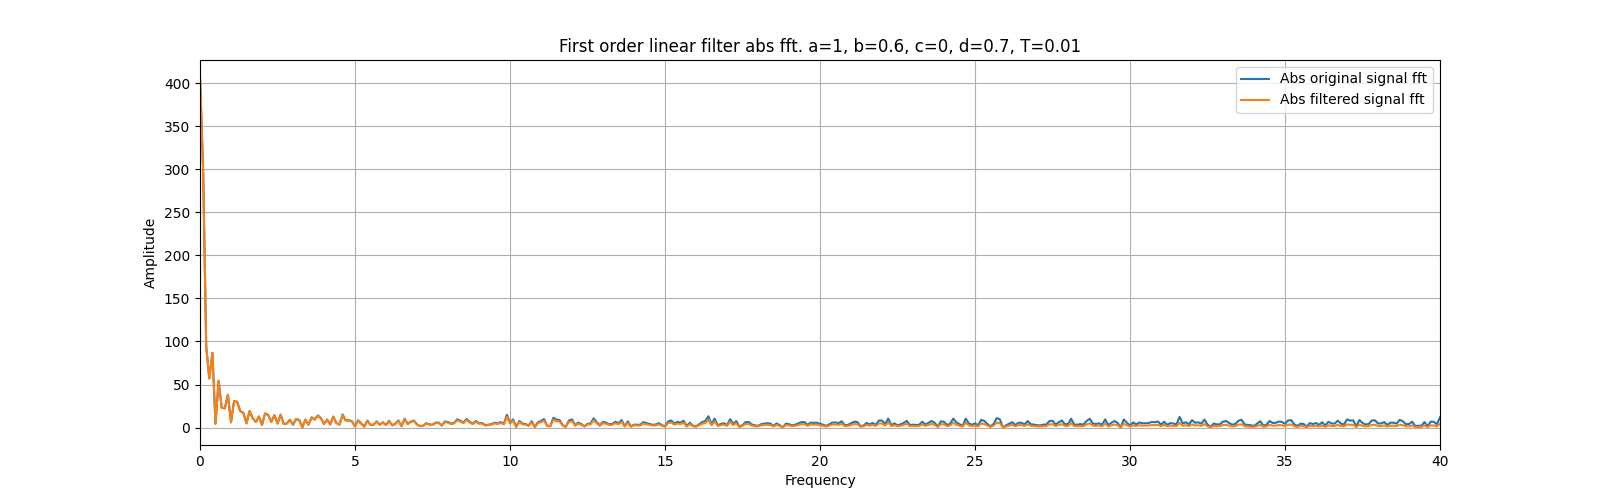 First order linear filter abs fft. a=1, b=0.6, c=0, d=0.7, T=0.01
Abs original signal fft
Abs filtered signal fft
400
350
300
250
200
150
100
50
0
Amplitude
0 5 10 15 20 25 30 35 40
Frequency